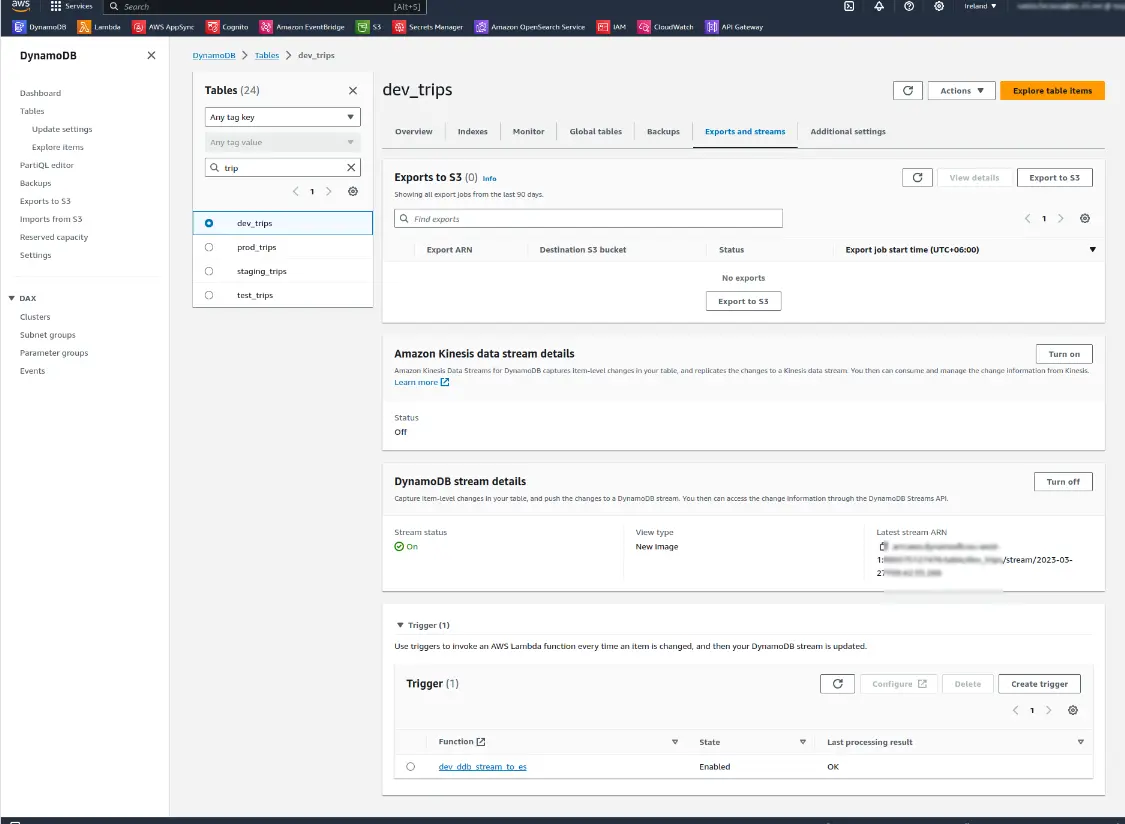 aws
Services
Search
[Alt+S]
Ireland ▼
DynamoDB
Lambda
AWS AppSync
Cognito
Amazon EventBridge
S3
Secrets Manager
Amazon OpenSearch Service
IAM
CloudWatch
API Gateway
DynamoDB
Dashboard
Tables
Update settings
Explore items
PartiQL editor
Backups
Exports to S3
Imports from S3
Reserved capacity
Settings
DAX
Clusters
Subnet groups
Parameter groups
Events
DynamoDB > Tables > dev_trips
Tables (24)
Any tag key
Any tag value
trip
1
dev_trips
prod_trips
staging_trips
test_trips
dev_trips
Actions
Explore table items
Overview
Indexes
Monitor
Global tables
Backups
Exports and streams
Additional settings
Exports to S3 (0) Info
Showing all export jobs from the last 90 days.
View details
Export to S3
Find exports
1
Export ARN
Destination S3 bucket
Status
Export job start time (UTC+06:00)
No exports
Export to S3
Amazon Kinesis data stream details
Turn on
Amazon Kinesis Data Streams for DynamoDB captures item-level changes in your table, and replicates the changes to a Kinesis data stream. You then can consume and manage the change information from Kinesis.
Learn more
Status
Off
DynamoDB stream details
Turn off
Capture item-level changes in your table, and push the changes to a DynamoDB stream. You then can access the change information through the DynamoDB Streams API.
Stream status
On
View type
New image
Latest stream ARN
1:
/stream/2023-03-
27
Trigger (1)
Use triggers to invoke an AWS Lambda function every time an item is changed, and then your DynamoDB stream is updated.
Trigger (1)
Configure
Delete
Create trigger
1
Function
State
Last processing result
dev_ddb_stream_to_es
Enabled
OK